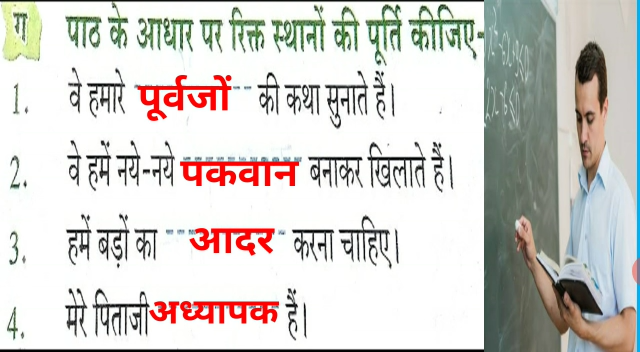 ग पाठ के आधार पर रिक्त स्थानों की पूर्ति कीजिए-
1. वे हमारे पूर्वजों की कथा सुनाते हैं।
2. वे हमें नये-नये पकवान बनाकर खिलाते हैं।
3. हमें बड़ों का आदर करना चाहिए।
4. मेरे पिताजी अध्यापक हैं।